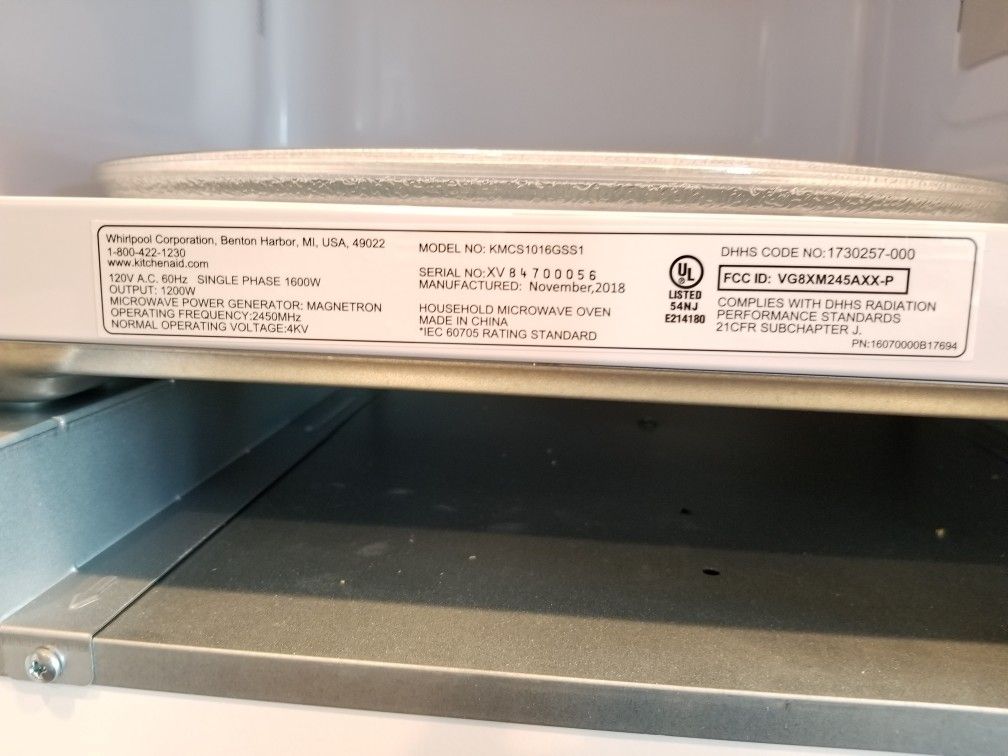 Whirlpool Corporation, Benton Harbor, MI, USA, 49022
1-800-422-1230
www.kitchenaid.com
120V A.C. 60Hz SINGLE PHASE 1600W
OUTPUT: 1200W
MICROWAVE POWER GENERATOR: MAGNETRON
OPERATING FREQUENCY:2450MHz
NORMAL OPERATING VOLTAGE:4KV
MODEL NO: KMCS1016GSS1
SERIAL NO:XV84700056
MANUFACTURED: November,2018
HOUSEHOLD MICROWAVE OVEN
MADE IN CHINA
*IEC 60705 RATING STANDARD
UL
LISTED
54NJ
E214180
DHHS CODE NO:1730257-000
FCC ID: VG8XM245AXX-P
COMPLIES WITH DHHS RADIATION
PERFORMANCE STANDARDS
21CFR SUBCHAPTER J.
PN:16070000B17694